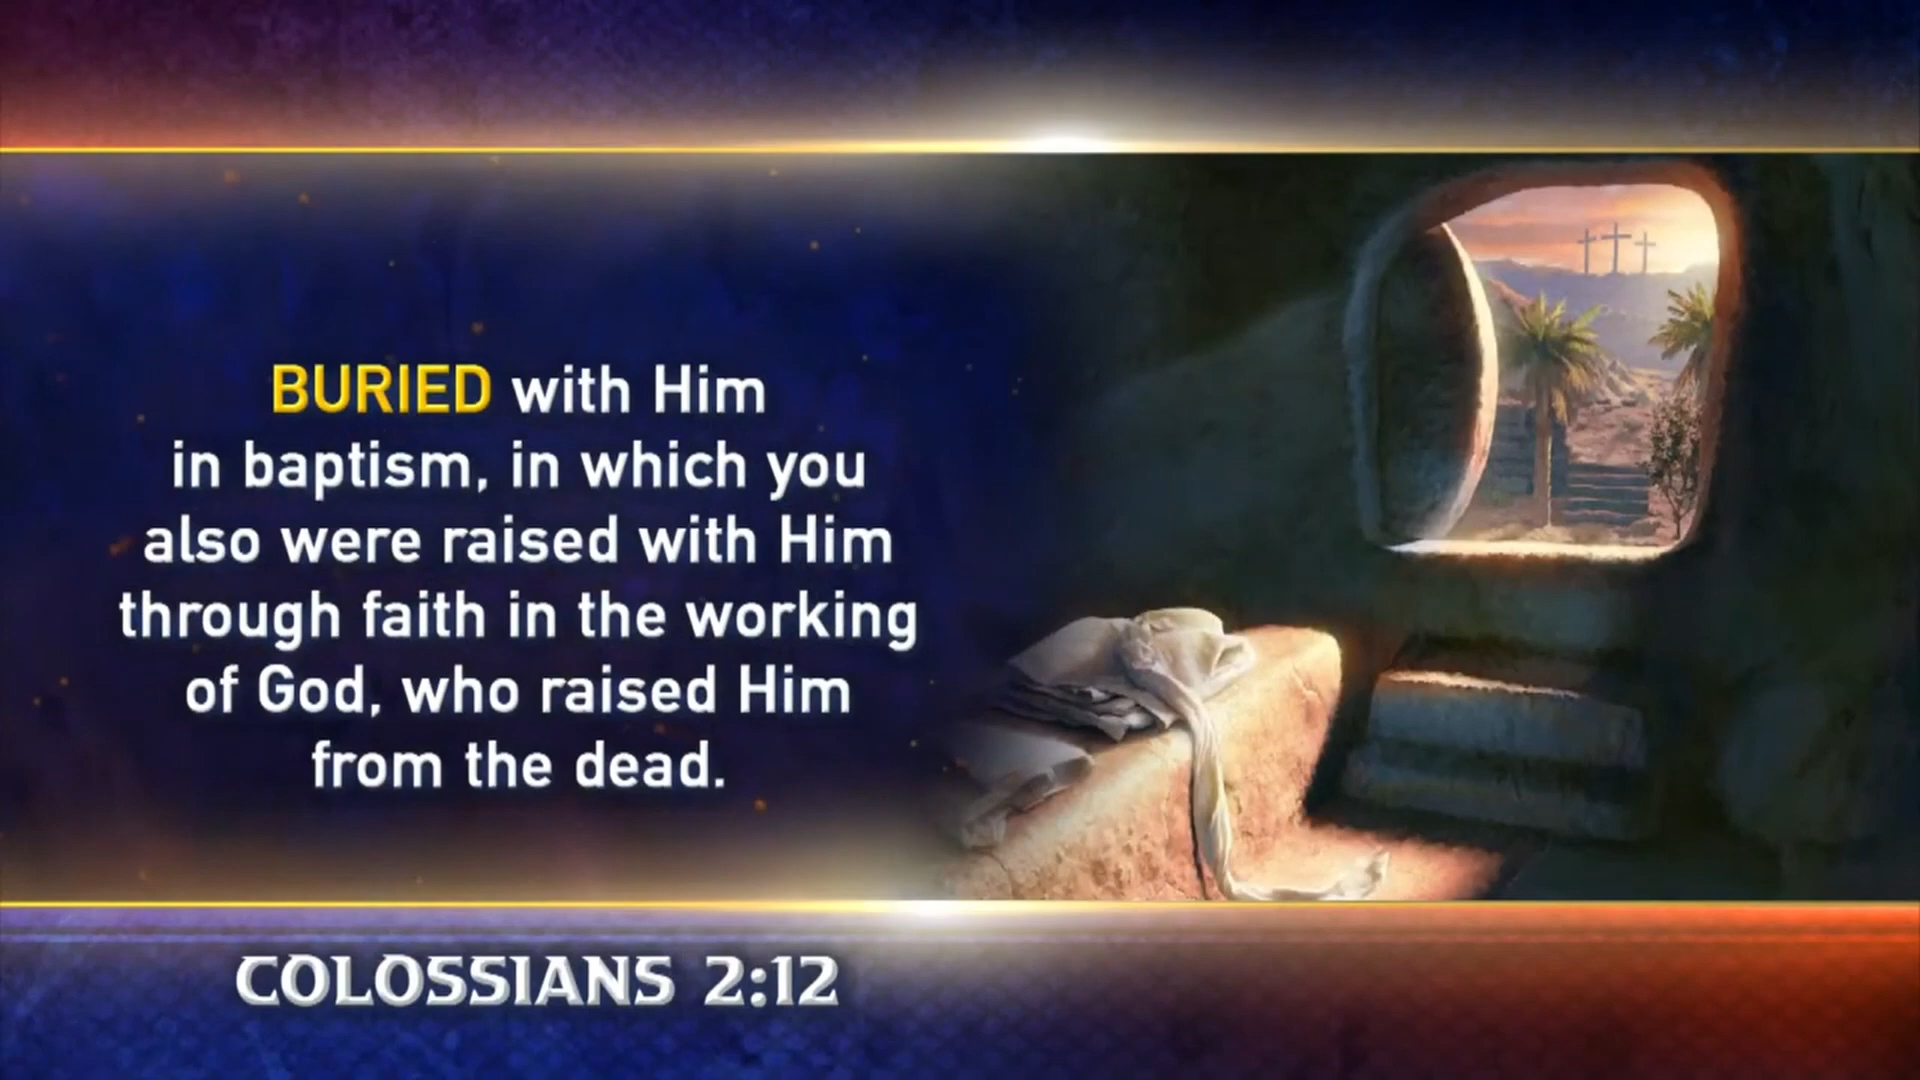 BURIED with Him
in baptism, in which you
also were raised with Him
through faith in the working
of God, who raised Him
from the dead.
COLOSSIANS 2:12